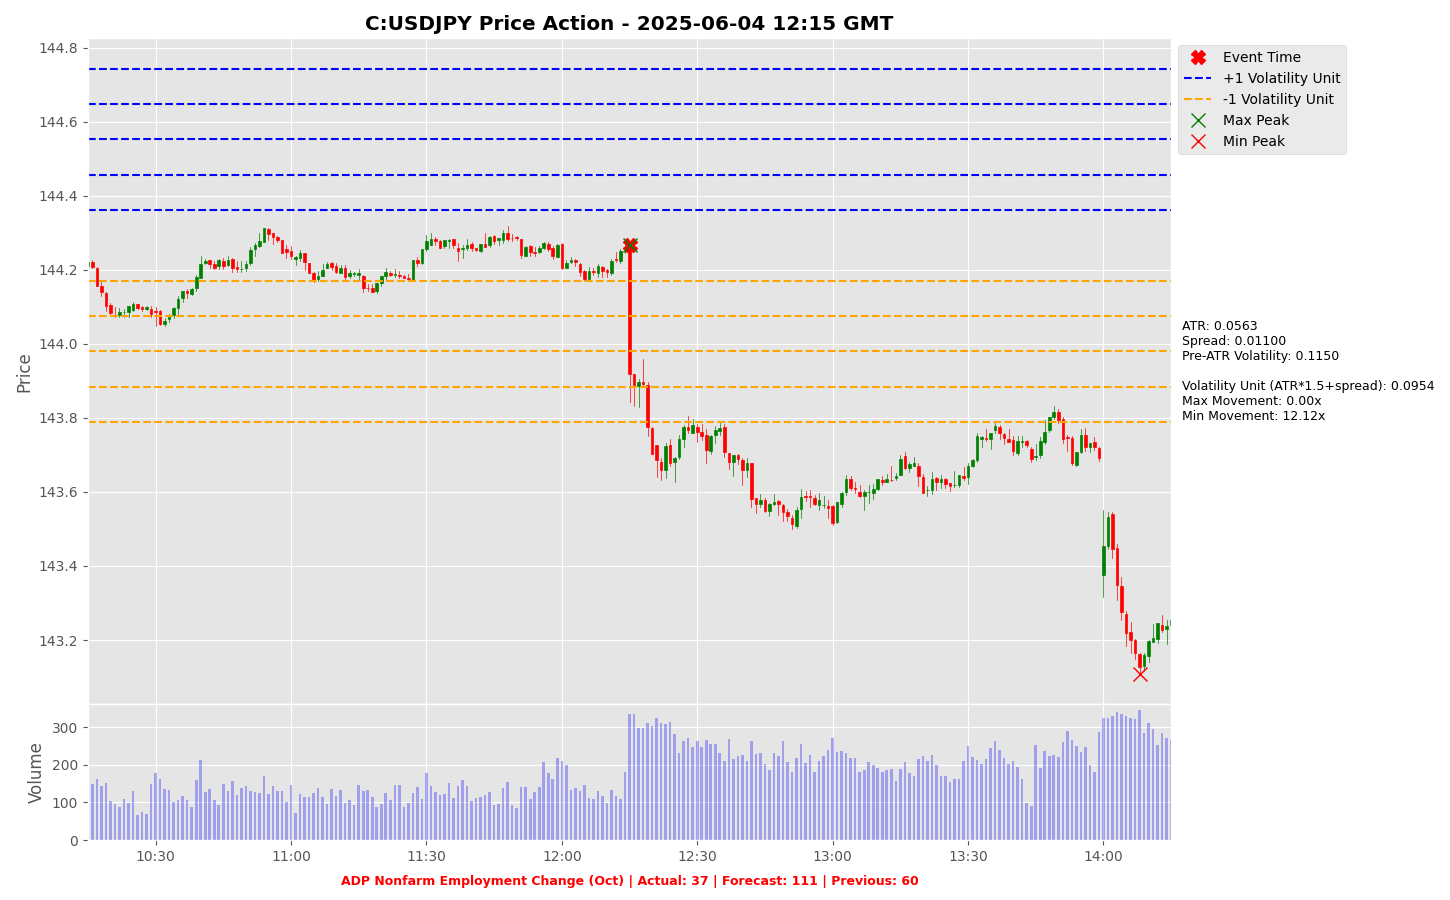 C:USDJPY Price Action - 2025-06-04 12:15 GMT
144.8
144.6
144.4
144.2
144.0
143.8
143.6
143.4
143.2
Price
Event Time
+1 Volatility Unit
-1 Volatility Unit
Max Peak
Min Peak
ATR: 0.0563
Spread: 0.01100
Pre-ATR Volatility: 0.1150
Volatility Unit (ATR*1.5+spread): 0.0954
Max Movement: 0.00x
Min Movement: 12.12x
300
200
100
0
Volume
10:30 11:00 11:30 12:00 12:30 13:00 13:30 14:00
ADP Nonfarm Employment Change (Oct) | Actual: 37 | Forecast: 111 | Previous: 60